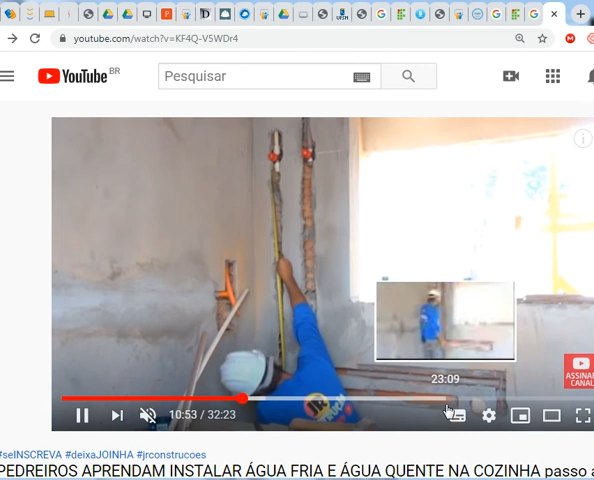 youtube.com/watch?v=KF4Q-V5WDr4
YouTube BR
Pesquisar
23:09
ASSINAR
CANAL
10:53 / 32:23
#seINSCREVA #deixaJOINHA #jrconstrucoes
PEDREIROS APRENDAM INSTALAR ÁGUA FRIA E ÁGUA QUENTE NA COZINHA passo a